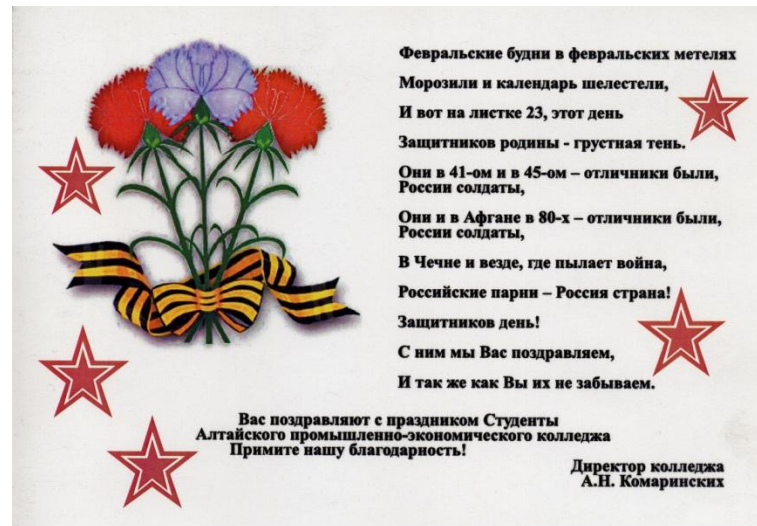 Февральские будни в февральских метелях
Морозили и календарь шелестели,
И вот на листке 23, этот день
Защитников родины - грустная тень.
Они в 41-ом и в 45-ом – отличники были,
России солдаты,
Они и в Афгане в 80-х – отличники были,
России солдаты,
В Чечне и везде, где пылает война,
Российские парни – Россия страна!
Защитников день!
С ним мы Вас поздравляем,
И так же как Вы их не забываем.
Вас поздравляют с праздником Студенты
Алтайского промышленно-экономического колледжа
Примите нашу благодарность!
Директор колледжа
А.Н. Комаринских